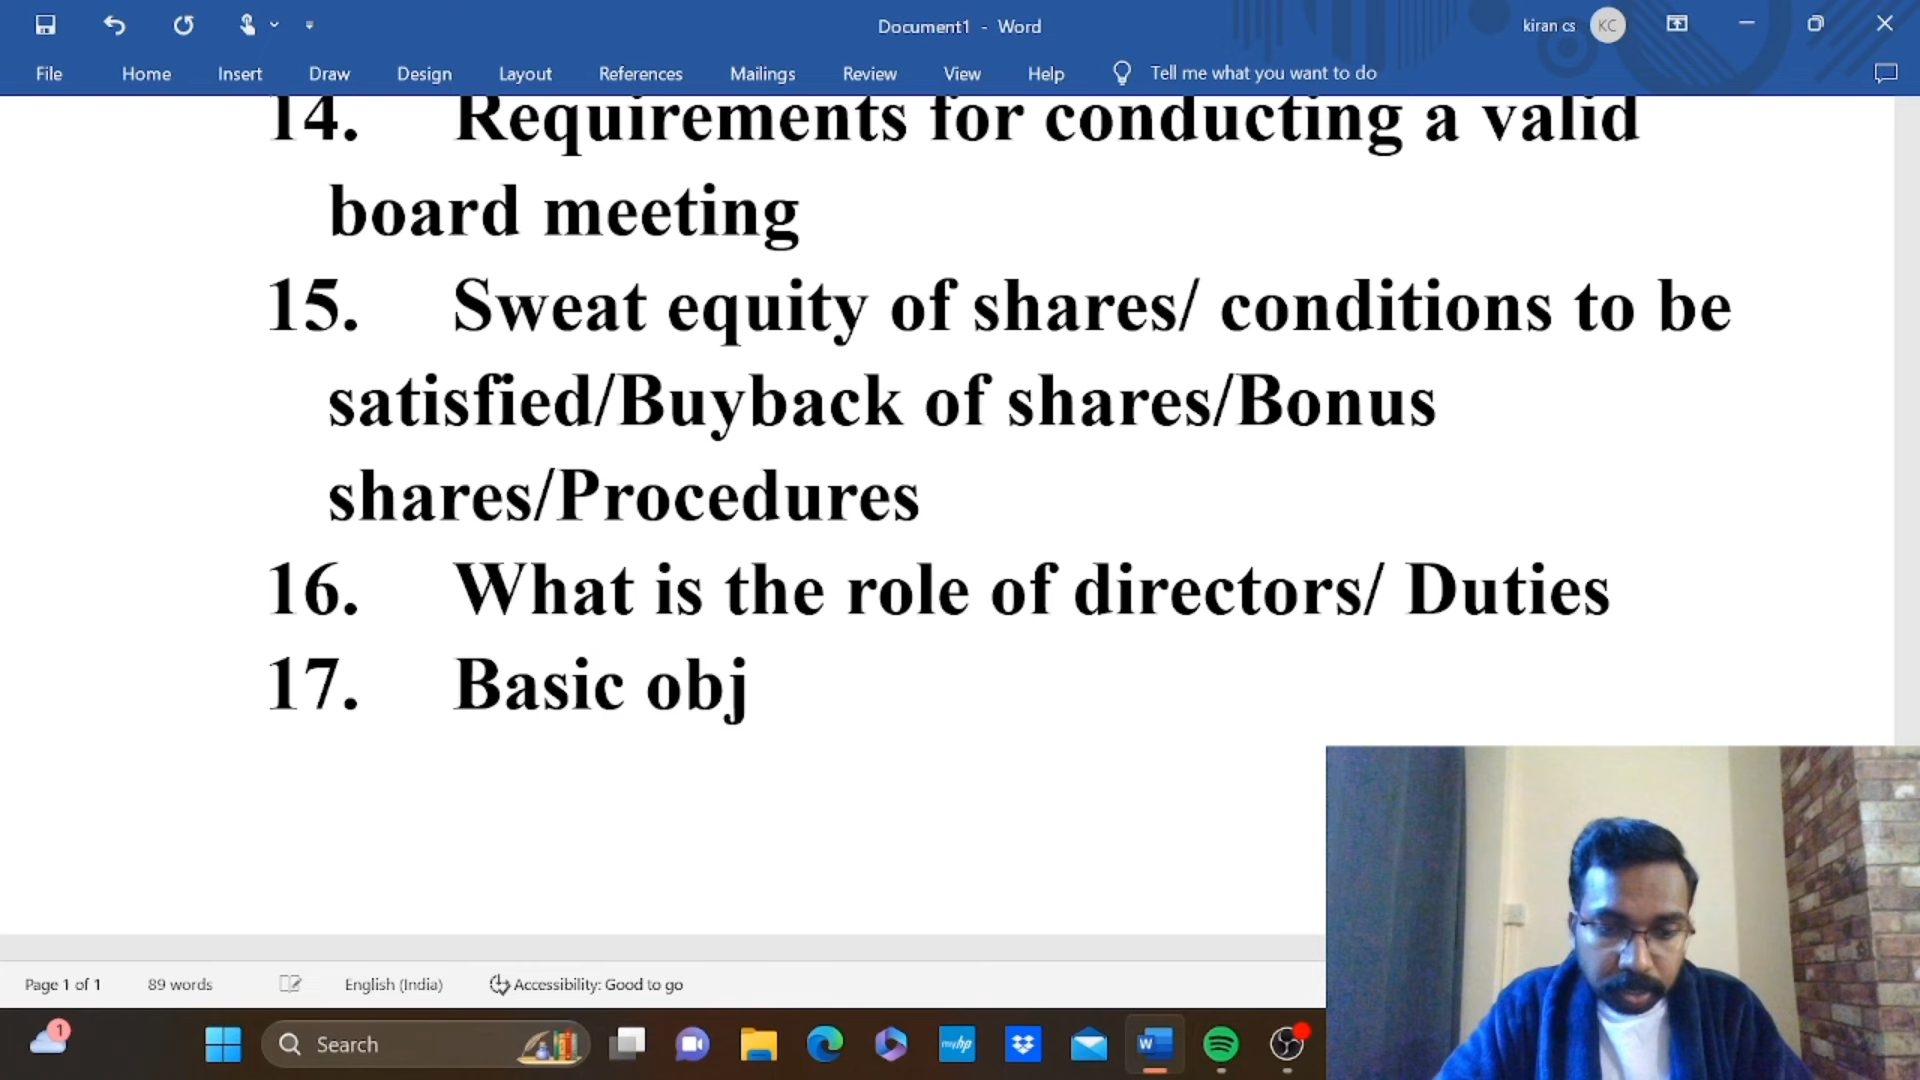 Document1 - Word
kiran cs
KC
File Home Insert Draw Design Layout References Mailings Review View Help Tell me what you want to do
14. Requirements for conducting a valid
board meeting
15. Sweat equity of shares/ conditions to be
satisfied/Buyback of shares/Bonus
shares/Procedures
16. What is the role of directors/ Duties
17. Basic obj
Page 1 of 1 89 words English (India) Accessibility: Good to go
1
Search
myhp
W